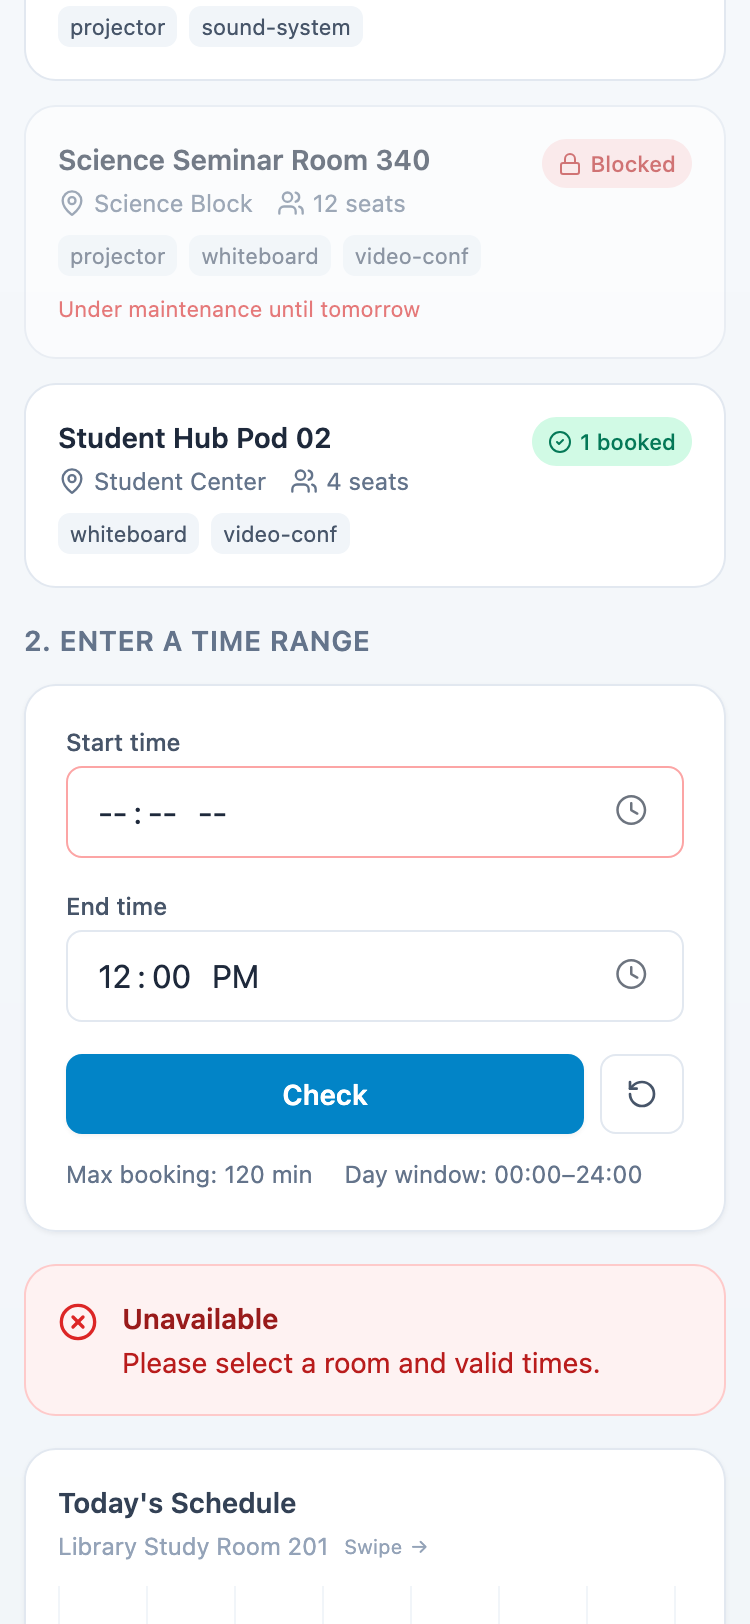 projector sound-system
Science Seminar Room 340
Blocked
Science Block 12 seats
projector whiteboard video-conf
Under maintenance until tomorrow
Student Hub Pod 02
1 booked
Student Center 4 seats
whiteboard video-conf
2. ENTER A TIME RANGE
Start time
--:-- --
End time
12:00 PM
Check
Max booking: 120 min Day window: 00:00–24:00
Unavailable
Please select a room and valid times.
Today's Schedule
Library Study Room 201 Swipe →